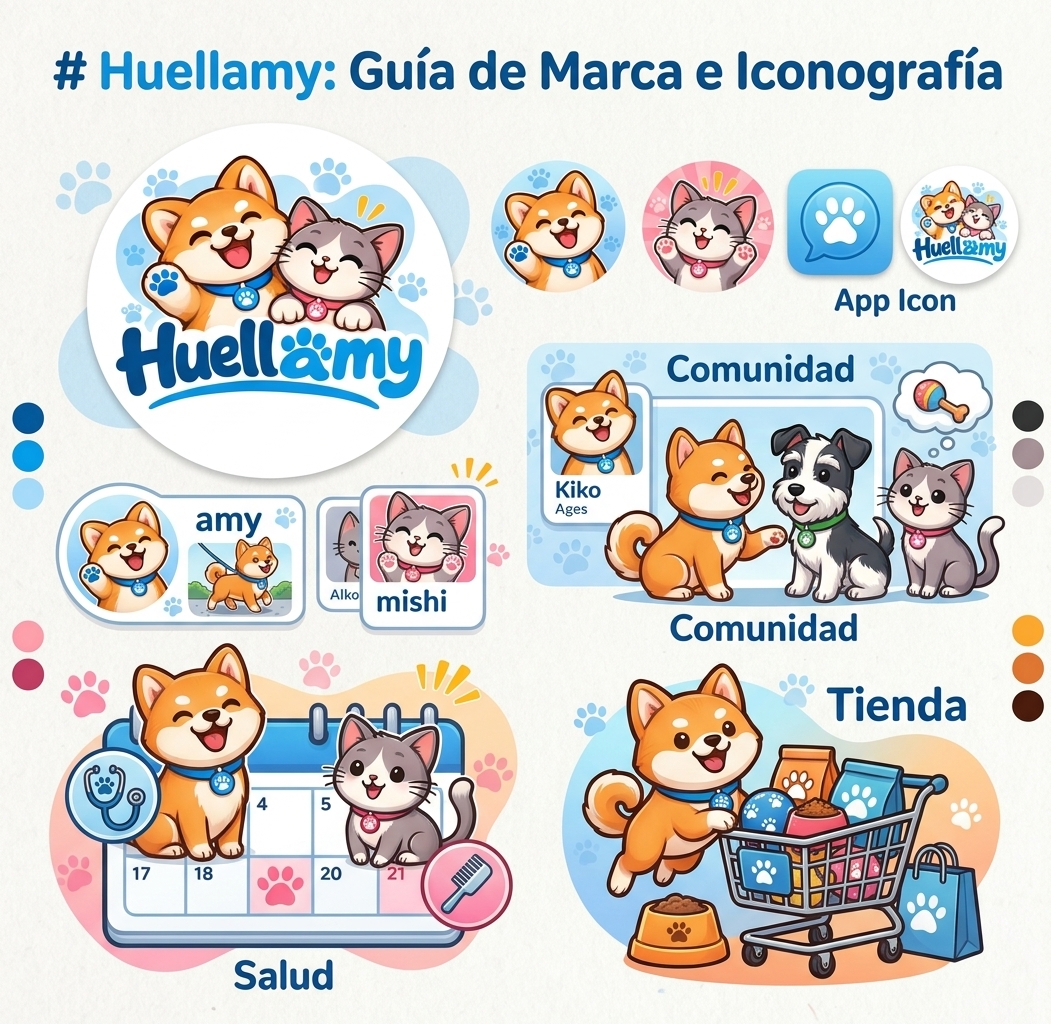 # Huellamy: Guía de Marca e Iconografía
Huellamy
Huellamy
App Icon
Comunidad
Kiko
Ages
Comunidad
amy
Alko
mishi
4
5
17
18
20
21
Salud
Tienda